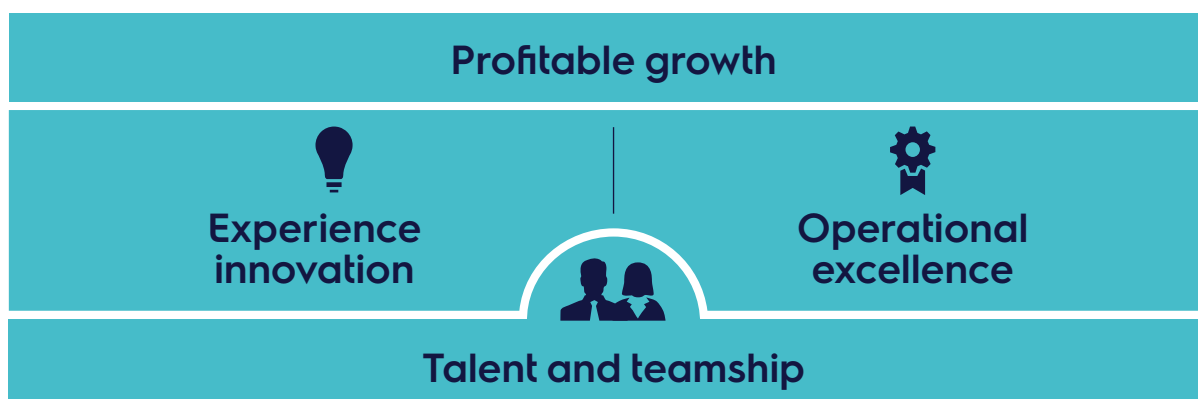 Profitable growth
Experience
innovation
Operational
excellence
Talent and teamship